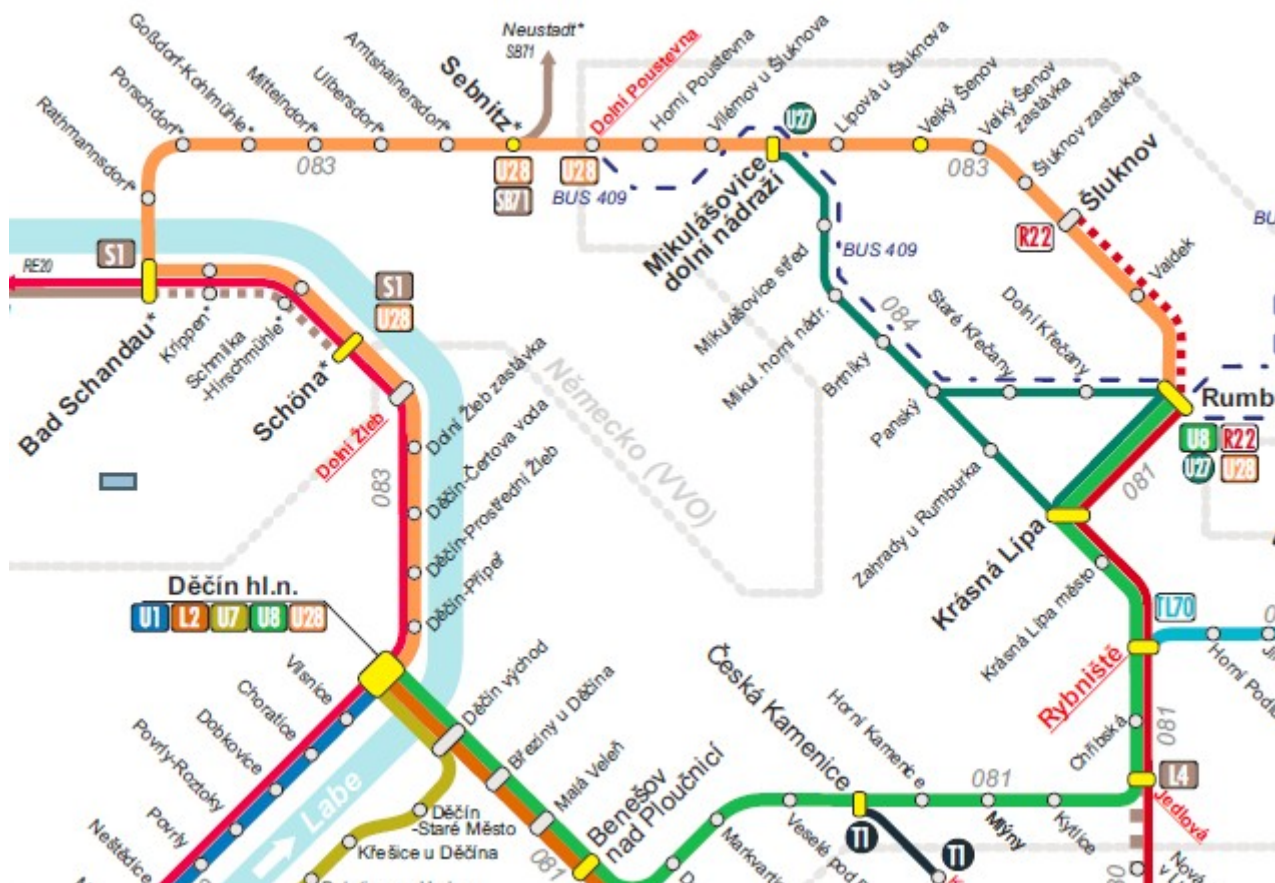 Neustadt*
SB71
Goßdorf-Kohlmühle*
Porschdorf*
Rathmannsdorf*
Mittelndorf*
Ulbersdorf*
Amtshainersdorf*
Sebnitz*
Dolní Poustevna
Horní Poustevna
Vilémov u Šluknova
U27
Lipová u Šluknova
Velký Šenov
Velký Šenov
zastávka
Šluknov zastávka
Šluknov
083
U28
SB71
U28
BUS 409
083
R22
Mikulášovice
dolní nádraží
BUS 409
Valdek
S1
RE20
Bad Schandau*
Krippen*
Schmilka
-Hirschmühle*
S1
U28
Schöna*
Dolní Žleb
Dolní Žleb zastávka
Děčín-Čertova voda
Děčín-Prostřední Žleb
Děčín-Přípeř
083
Německo (VVO)
Mikulášovice střed
Mikul. horní nádr.
084
Brtníky
Staré Křečany
Dolní Křečany
Panský
Zahrady u Rumburka
Rumb
U8
R22
U27
U28
081
Krásná Lípa
Krásná Lípa město
TL70
Rybniště
Horní Podl
Chřibská
081
L4
Jedlová
Děčín hl.n.
U1
L2
U7
U8
U28
Vilsnice
Choratice
Dobkovice
Povrly-Roztoky
Povrly
Neštědice
Labe
Děčín východ
Březiny u Děčína
Malá Veleň
Benešov
nad Ploučnicí
081
Děčín
-Staré Město
Křešice u Děčína
Česká Kamenice
Horní Kamenice
081
Mlýny
Kytlice
Veselé pod
Markvart
T1
T1
Nová